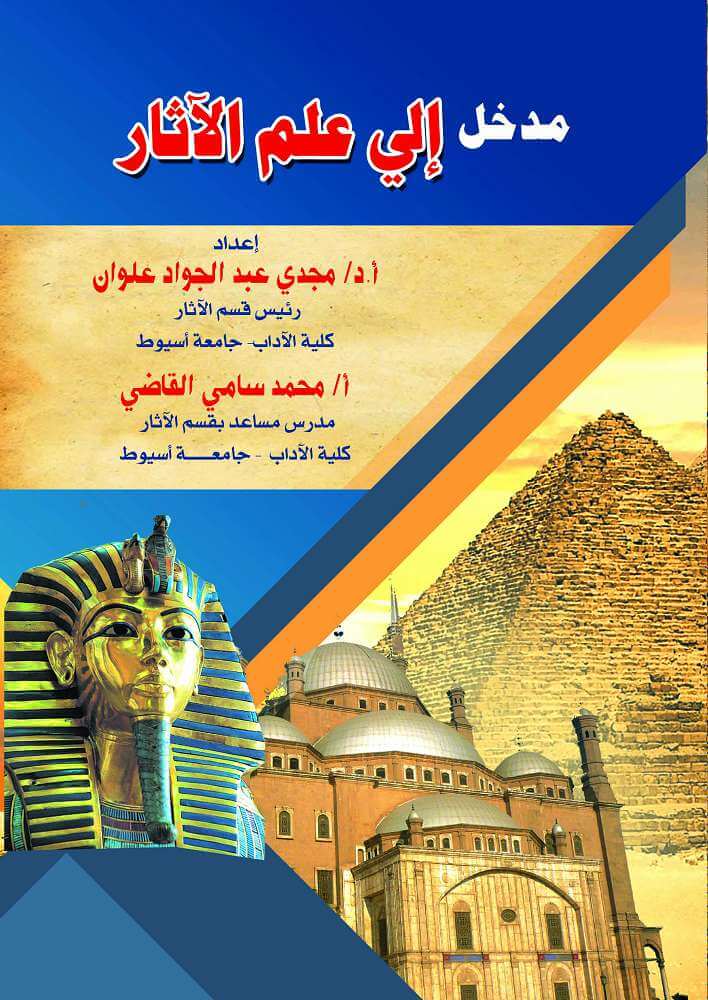 مدخل إلي علم الآثار
إعداد
أ.د/ مجدي عبد الجواد علوان
رئيس قسم الآثار
كلية الآداب- جامعة أسيوط
أ/ محمد سامي القاضي
مدرس مساعد بقسم الآثار
كلية الآداب - جامعــــة أسيوط